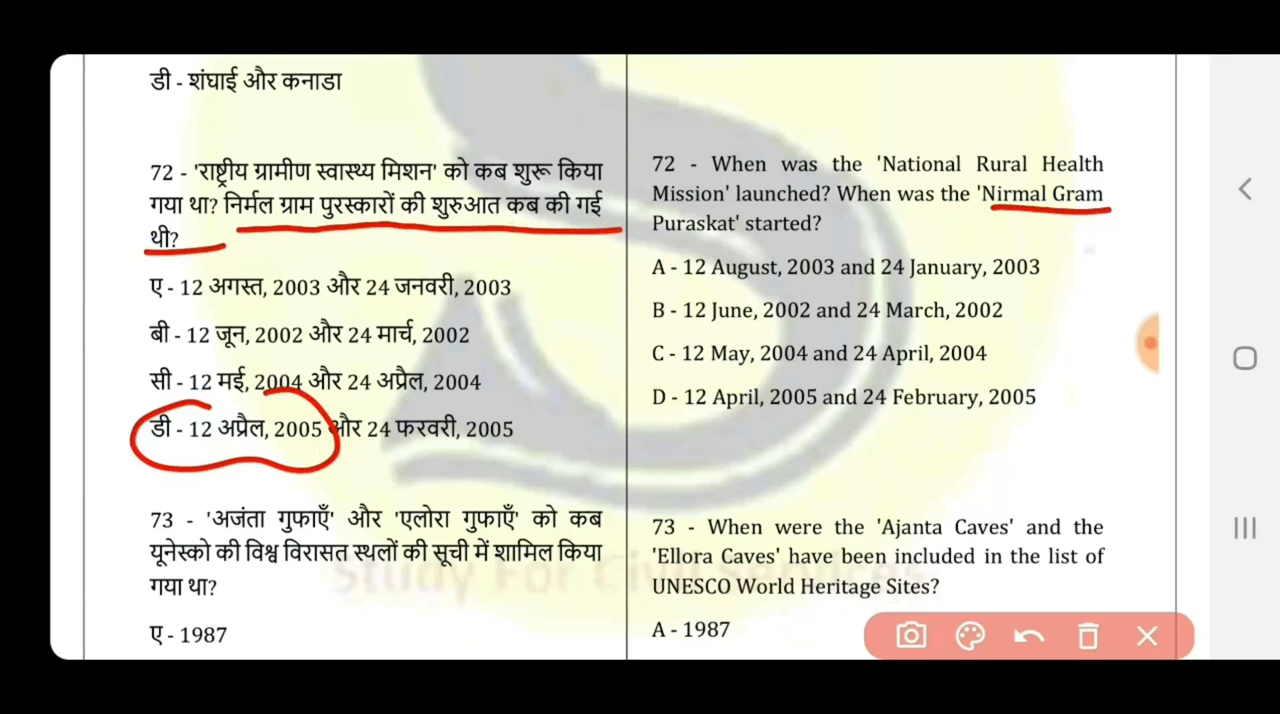 डी - शंघाई और कनाडा
72 - 'राष्ट्रीय ग्रामीण स्वास्थ्य मिशन' को कब शुरू किया
गया था? निर्मल ग्राम पुरस्कारों की शुरुआत कब की गई
थी?
ए - 12 अगस्त, 2003 और 24 जनवरी, 2003
बी - 12 जून, 2002 और 24 मार्च, 2002
सी - 12 मई, 2004 और 24 अप्रैल, 2004
डी - 12 अप्रैल, 2005 और 24 फरवरी, 2005
73 - 'अजंता गुफाएँ' और 'एलोरा गुफाएँ' को कब
यूनेस्को की विश्व विरासत स्थलों की सूची में शामिल किया
गया था?
ए - 1987
72 - When was the 'National Rural Health
Mission' launched? When was the 'Nirmal Gram
Puraskat' started?
A - 12 August, 2003 and 24 January, 2003
B - 12 June, 2002 and 24 March, 2002
C - 12 May, 2004 and 24 April, 2004
D - 12 April, 2005 and 24 February, 2005
73 - When were the 'Ajanta Caves' and the
'Ellora Caves' have been included in the list of
UNESCO World Heritage Sites?
A - 1987
Study For Civil Services